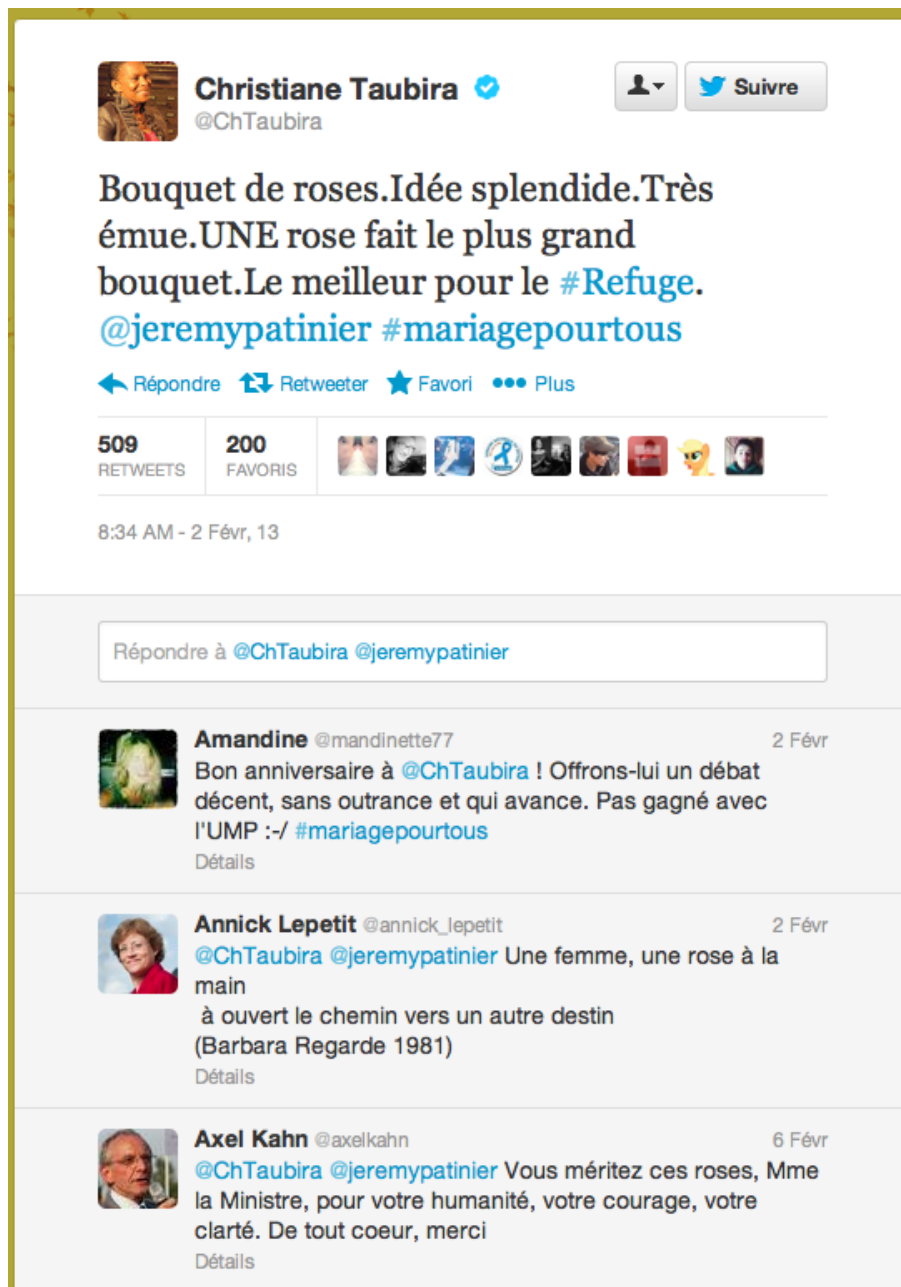 Christiane Taubira
@ChTaubira
Suivre
Bouquet de roses.Idée splendide.Très
émue.UNE rose fait le plus grand
bouquet.Le meilleur pour le #Refuge.
@jeremypatinier #mariagepourtous
Répondre Retweeter Favori Plus
509 200
RETWEETS FAVORIS
8:34 AM - 2 Févr, 13
Répondre à @ChTaubira @jeremypatinier
Amandine @mandinette77 2 Févr
Bon anniversaire à @ChTaubira ! Offrons-lui un débat
décent, sans outrance et qui avance. Pas gagné avec
l'UMP :-/ #mariagepourtous
Détails
Annick Lepetit @annick_lepetit 2 Févr
@ChTaubira @jeremypatinier Une femme, une rose à la
main
à ouvert le chemin vers un autre destin
(Barbara Regarde 1981)
Détails
Axel Kahn @axelkahn 6 Févr
@ChTaubira @jeremypatinier Vous méritez ces roses, Mme
la Ministre, pour votre humanité, votre courage, votre
clarté. De tout coeur, merci
Détails